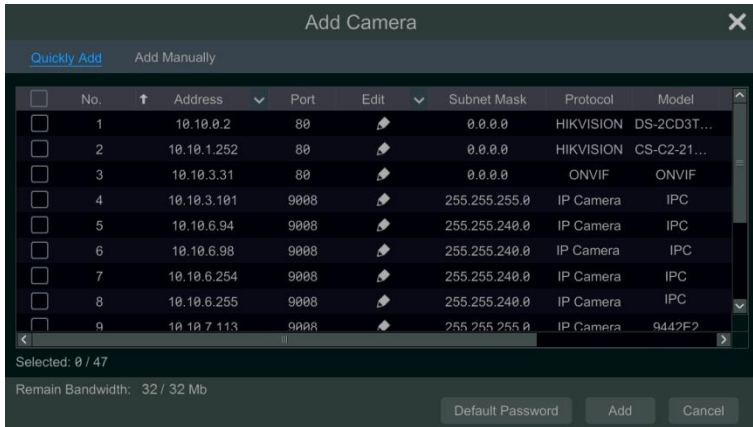 Add Camera
Quickly Add Add Manually
No. Address Port Edit Subnet Mask Protocol Model
1 10.10.0.2 80 0.0.0.0 HIKVISION DS-2CD3T...
2 10.10.1.252 80 0.0.0.0 HIKVISION CS-C2-21...
3 10.10.3.31 80 0.0.0.0 ONVIF ONVIF
4 10.10.3.101 9008 255.255.255.0 IP Camera IPC
5 10.10.6.94 9008 255.255.240.0 IP Camera IPC
6 10.10.6.98 9008 255.255.240.0 IP Camera IPC
7 10.10.6.254 9008 255.255.240.0 IP Camera IPC
8 10.10.6.255 9008 255.255.240.0 IP Camera IPC
9 10.10.7.113 9008 255.255.255.0 IP Camera 9442E2
Selected: 0 / 47
Remain Bandwidth: 32 / 32 Mb
Default Password Add Cancel